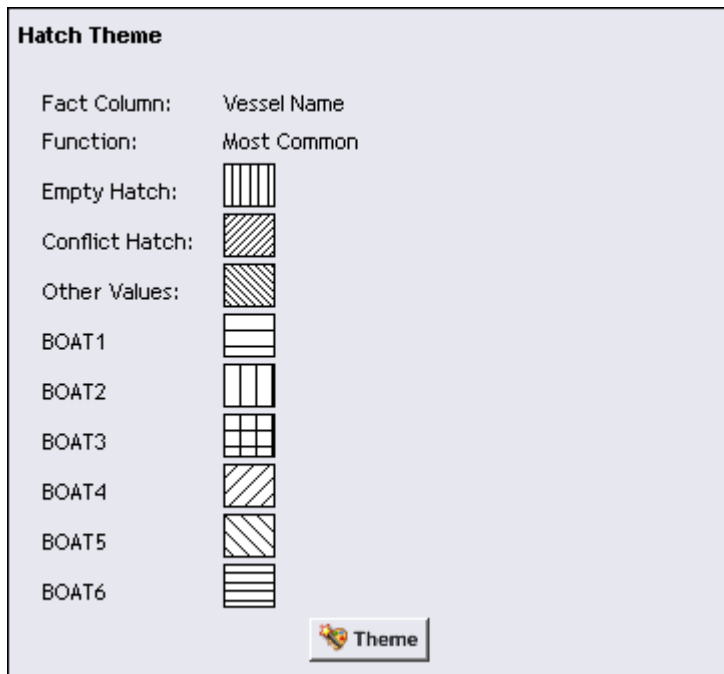 Hatch Theme
Fact Column: Vessel Name
Function: Most Common
Empty Hatch:
Conflict Hatch:
Other Values:
BOAT1
BOAT2
BOAT3
BOAT4
BOAT5
BOAT6
Theme